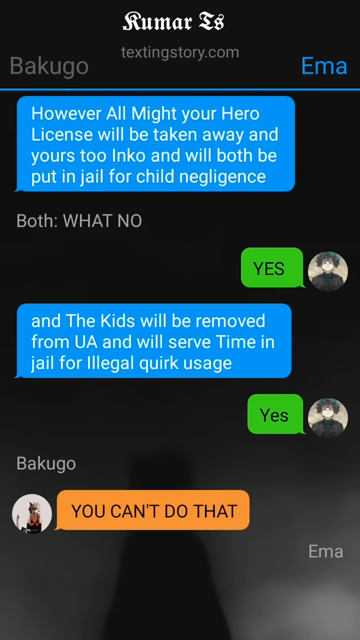 Kumar Ts
textingstory.com
Bakugo
Ema
However All Might your Hero
License will be taken away and
yours too Inko and will both be
put in jail for child negligence
Both: WHAT NO
YES
and The Kids will be removed
from UA and will serve Time in
jail for Illegal quirk usage
Yes
Bakugo
YOU CAN'T DO THAT
Ema